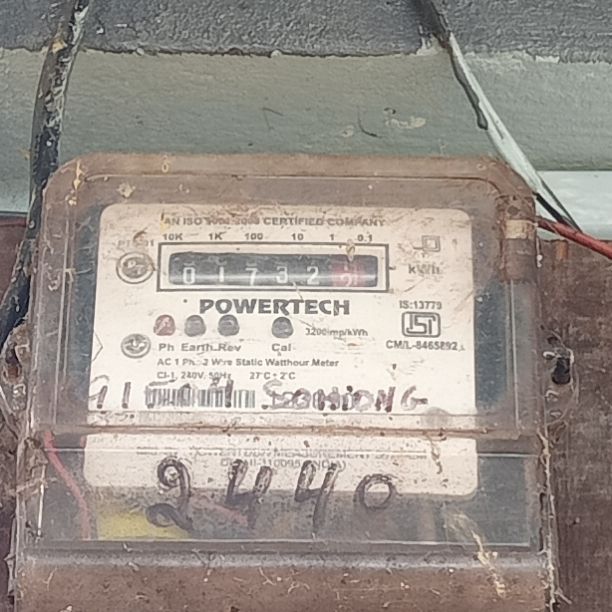 AN ISO 9001:2008 CERTIFIED COMPANY
10K 1K 100 10 1 0.1
0 1 7 3 2
kWh
POWERTECH
IS:13779
3200imp/kWh
Ph Earth Rev Cal
CM/L-8465892
AC 1 Ph. 2 Wire Static Watthour Meter
Cl-1, 240V, 50Hz 27°C ± 2°C
2440